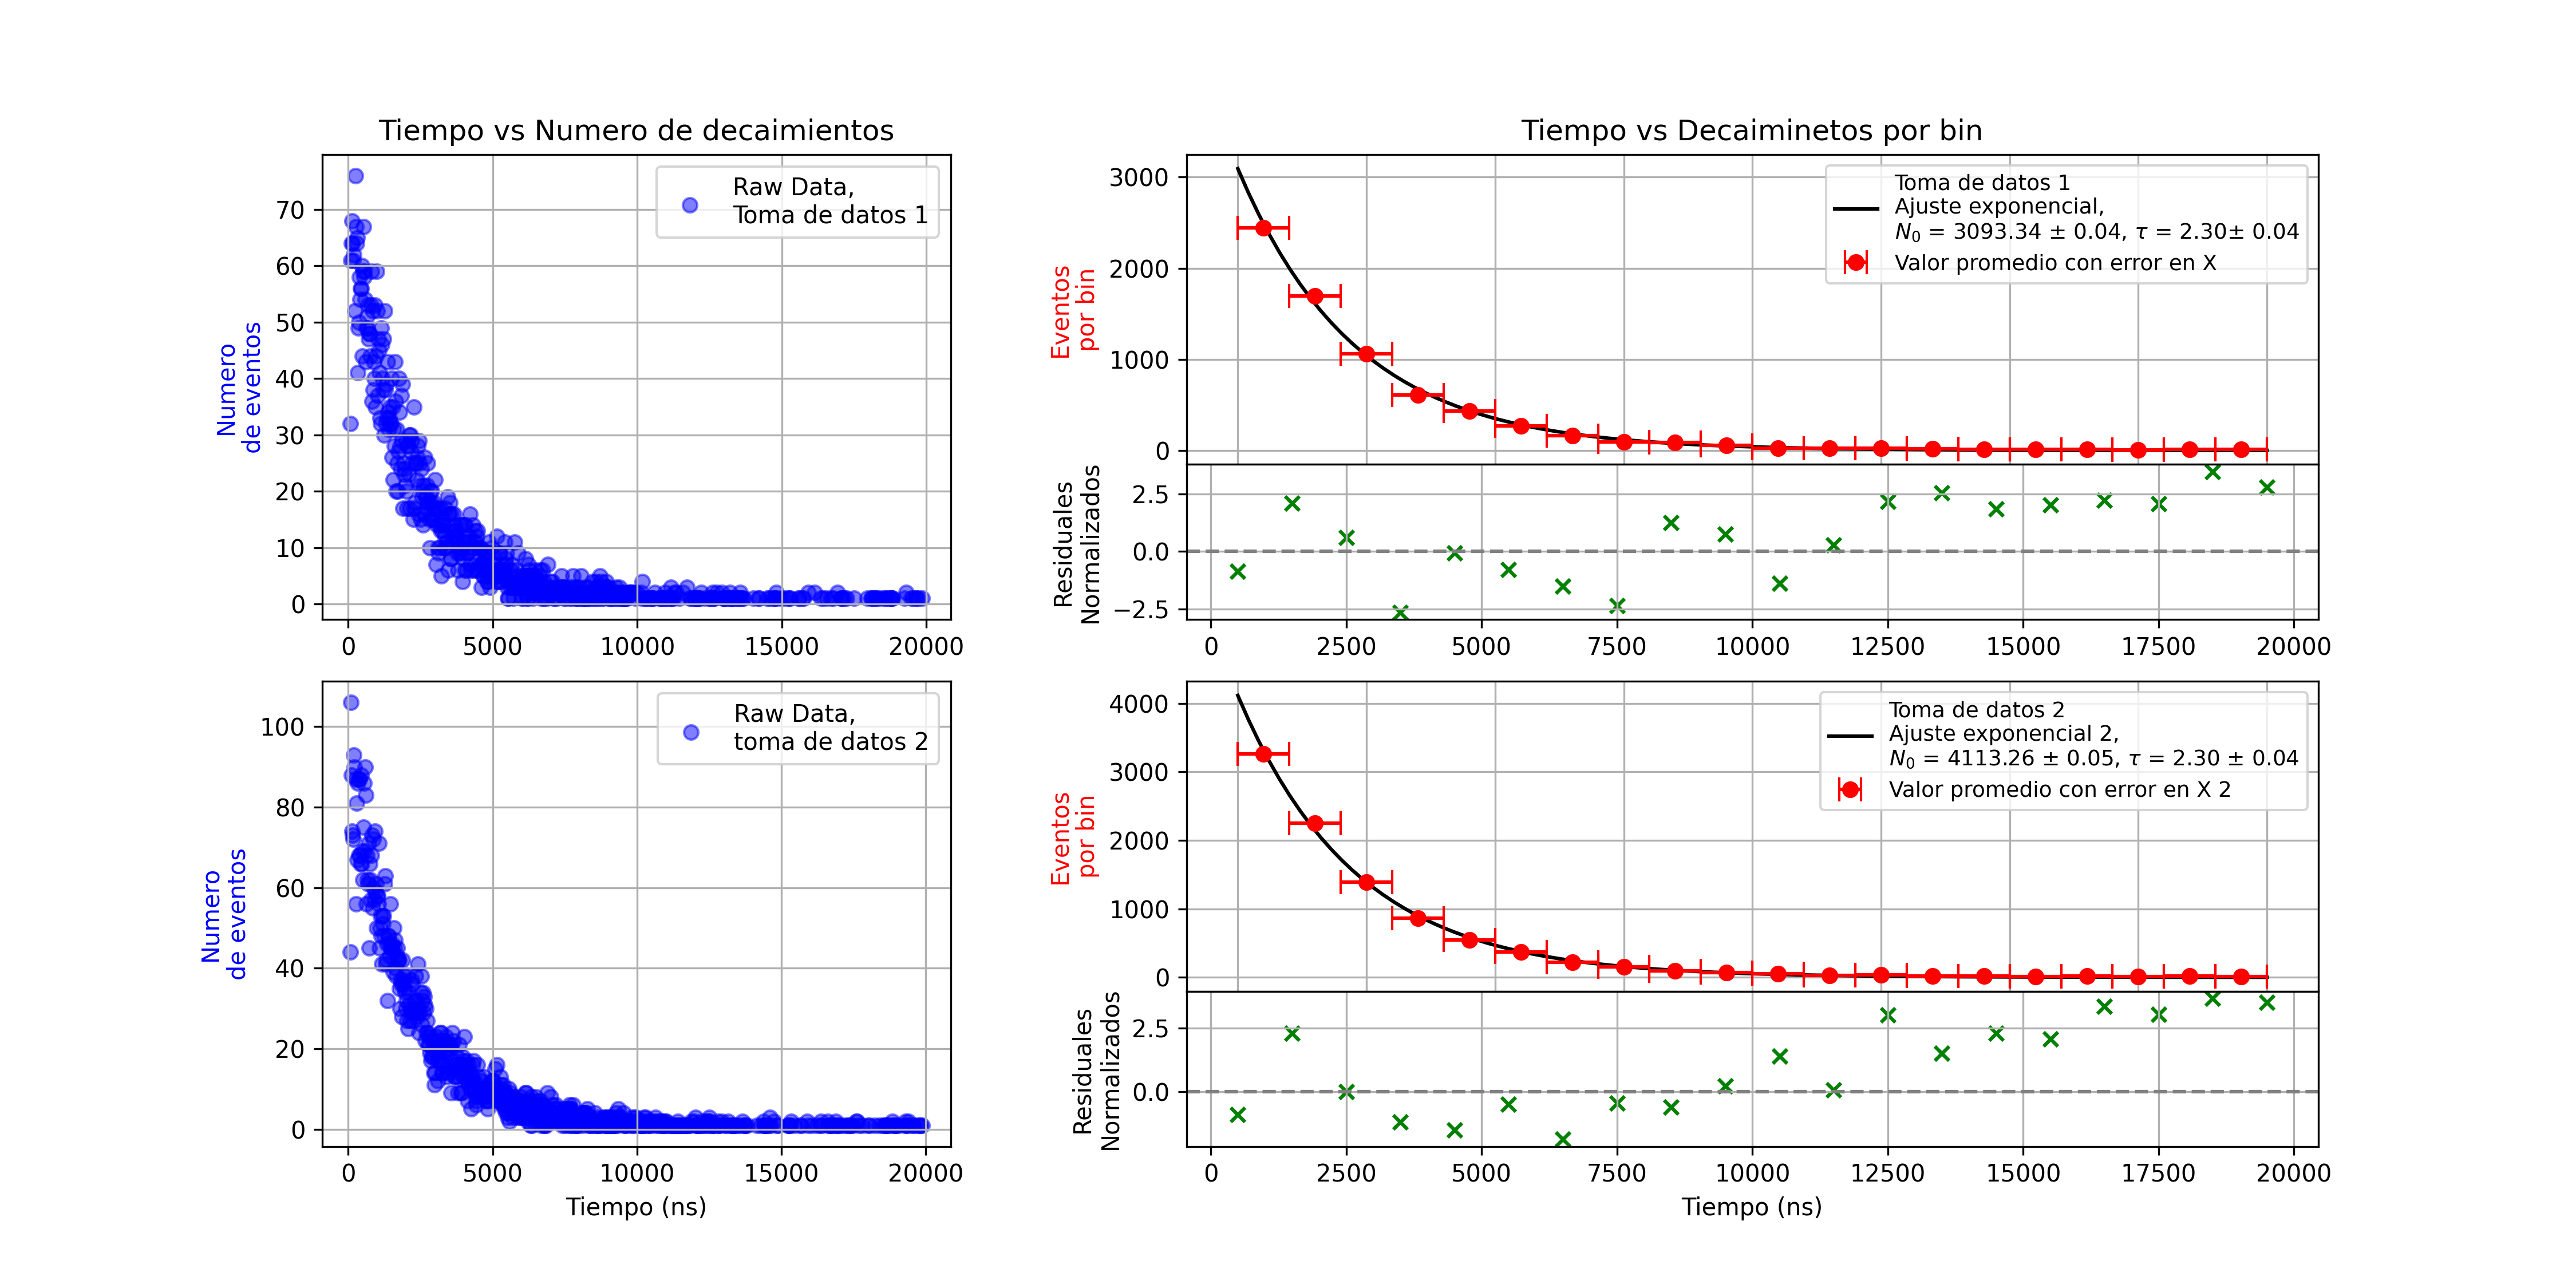 Tiempo vs Numero de decaimientos
Numero
de eventos
70
60
50
40
30
20
10
0
Raw Data,
Toma de datos 1
0 5000 10000 15000 20000
Tiempo vs Decaiminetos por bin
Eventos
por bin
3000
2000
1000
0
Toma de datos 1
Ajuste exponencial,
N₀ = 3093.34 ± 0.04, τ = 2.30± 0.04
Valor promedio con error en X
Residuales
Normalizados
2.5
0.0
−2.5
0 2500 5000 7500 10000 12500 15000 17500 20000
Numero
de eventos
100
80
60
40
20
0
Raw Data,
toma de datos 2
0 5000 10000 15000 20000
Tiempo (ns)
Eventos
por bin
4000
3000
2000
1000
0
Toma de datos 2
Ajuste exponencial 2,
N₀ = 4113.26 ± 0.05, τ = 2.30 ± 0.04
Valor promedio con error en X 2
Residuales
Normalizados
2.5
0.0
0 2500 5000 7500 10000 12500 15000 17500 20000
Tiempo (ns)